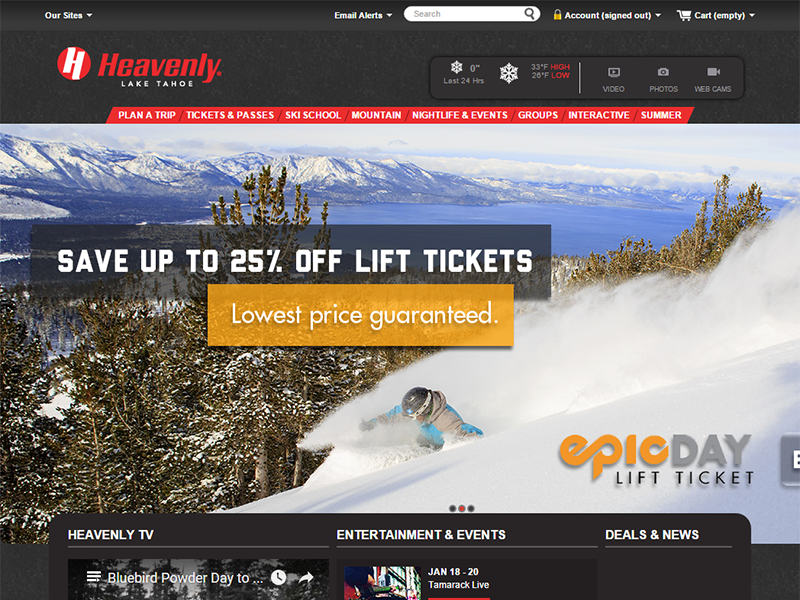 Our Sites
Email Alerts
Search
Account (signed out)
Cart (empty)
H Heavenly.
LAKE TAHOE
0"
Last 24 Hrs
33°F HIGH
26°F LOW
VIDEO
PHOTOS
WEB CAMS
PLAN A TRIP / TICKETS & PASSES / SKI SCHOOL / MOUNTAIN / NIGHTLIFE & EVENTS / GROUPS / INTERACTIVE / SUMMER
SAVE UP TO 25% OFF LIFT TICKETS
Lowest price guaranteed.
epicDAY
LIFT TICKET
HEAVENLY TV
ENTERTAINMENT & EVENTS
DEALS & NEWS
Bluebird Powder Day to ...
JAN 18 - 20
Tamarack Live